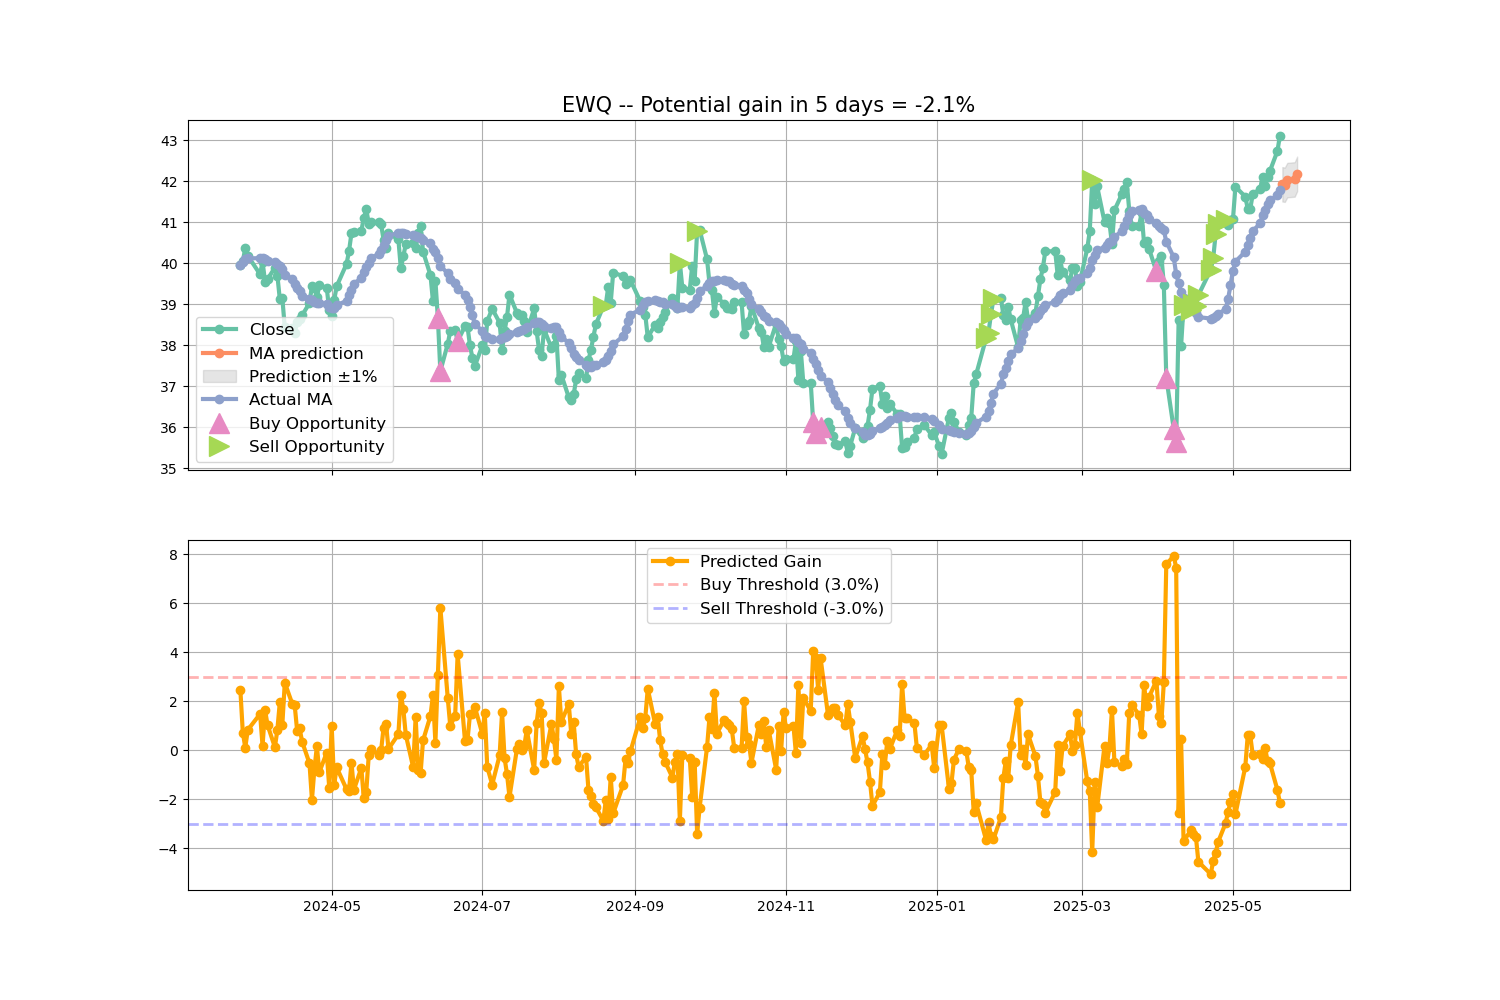 EWQ -- Potential gain in 5 days = -2.1%
43
42
41
40
39
38
37
36
35
Close
MA prediction
Prediction ±1%
Actual MA
Buy Opportunity
Sell Opportunity
8
6
4
2
0
−2
−4
Predicted Gain
Buy Threshold (3.0%)
Sell Threshold (-3.0%)
2024-05
2024-07
2024-09
2024-11
2025-01
2025-03
2025-05